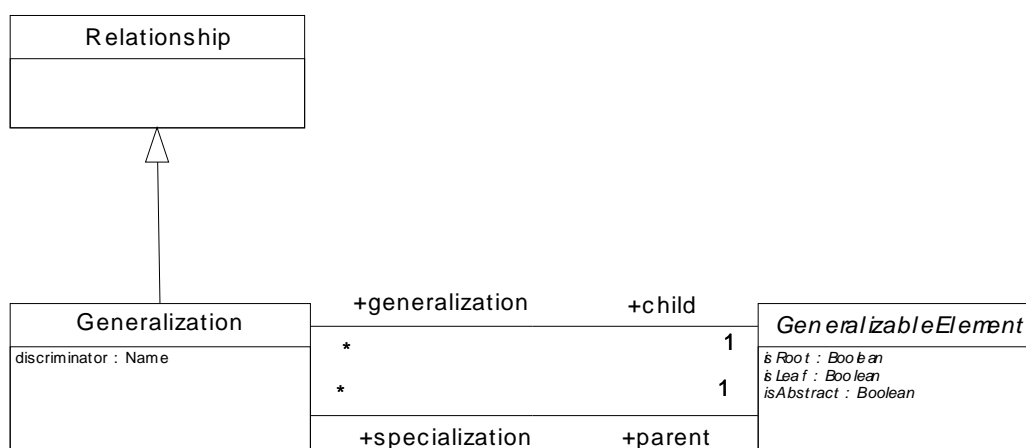 Relationship
+generalization
+child
Generalization
GeneralizableElement
discriminator : Name
*
1
isRoot : Boolean
isLeaf : Boolean
isAbstract : Boolean
*
1
+specialization
+parent